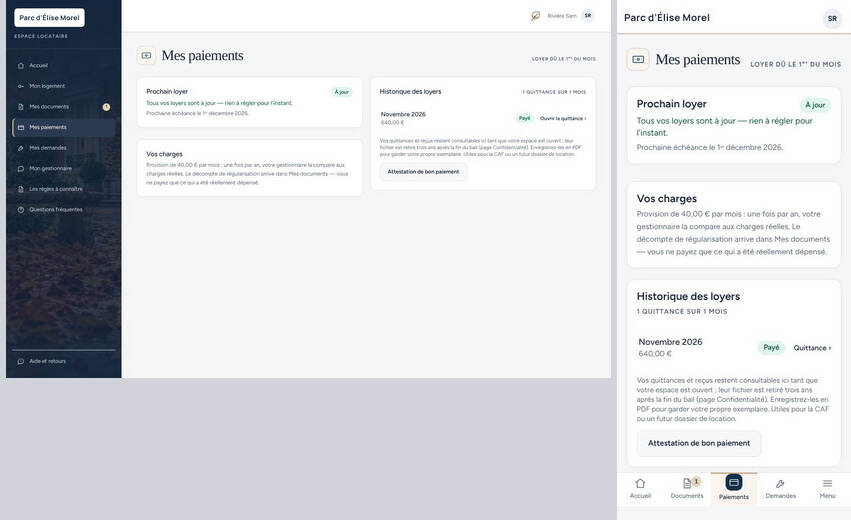 Parc d'Élise Morel
ESPACE LOCATAIRE
Accueil
Mon logement
Mes documents
1
Mes paiements
Mes demandes
Mon gestionnaire
Les règles à connaître
Questions fréquentes
Aide et retours
Rivière Sam
SR
Mes paiements
LOYER DÛ LE 1ᵉʳ DU MOIS
Prochain loyer
À jour
Tous vos loyers sont à jour — rien à régler pour l'instant.
Prochaine échéance le 1ᵉʳ décembre 2026.
Vos charges
Provision de 40,00 € par mois : une fois par an, votre gestionnaire la compare aux
charges réelles. Le décompte de régularisation arrive dans Mes documents — vous
ne payez que ce qui a été réellement dépensé.
Historique des loyers
1 QUITTANCE SUR 1 MOIS
Novembre 2026
640,00 €
Payé
Ouvrir la quittance ›
Vos quittances et reçus restent consultables ici tant que votre espace est ouvert ; leur
fichier est retiré trois ans après la fin du bail (page Confidentialité). Enregistrez-les en PDF
pour garder votre propre exemplaire. Utiles pour la CAF ou un futur dossier de location.
Attestation de bon paiement
Parc d'Élise Morel
SR
Mes paiements
LOYER DÛ LE 1ᵉʳ DU MOIS
Prochain loyer
À jour
Tous vos loyers sont à jour — rien à régler pour
l'instant.
Prochaine échéance le 1ᵉʳ décembre 2026.
Vos charges
Provision de 40,00 € par mois : une fois par an, votre
gestionnaire la compare aux charges réelles. Le
décompte de régularisation arrive dans Mes documents
— vous ne payez que ce qui a été réellement dépensé.
Historique des loyers
1 QUITTANCE SUR 1 MOIS
Novembre 2026
640,00 €
Payé
Quittance ›
Vos quittances et reçus restent consultables ici tant que
votre espace est ouvert ; leur fichier est retiré trois ans
après la fin du bail (page Confidentialité). Enregistrez-les en
PDF pour garder votre propre exemplaire. Utiles pour la CAF
ou un futur dossier de location.
Attestation de bon paiement
Accueil
Documents
1
Paiements
Demandes
Menu